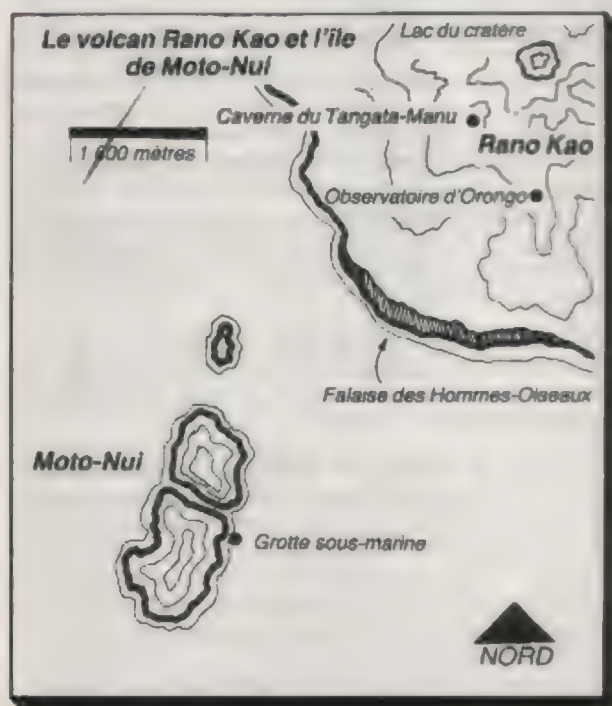 Le volcan Rano Kao et l'île
de Moto-Nui
Lac du cratère
Caverne du Tangata-Manu
Rano Kao
1 000 mètres
Observatoire d'Orongo
Falaise des Hommes-Oiseaux
Moto-Nui
Grotte sous-marine
NORD